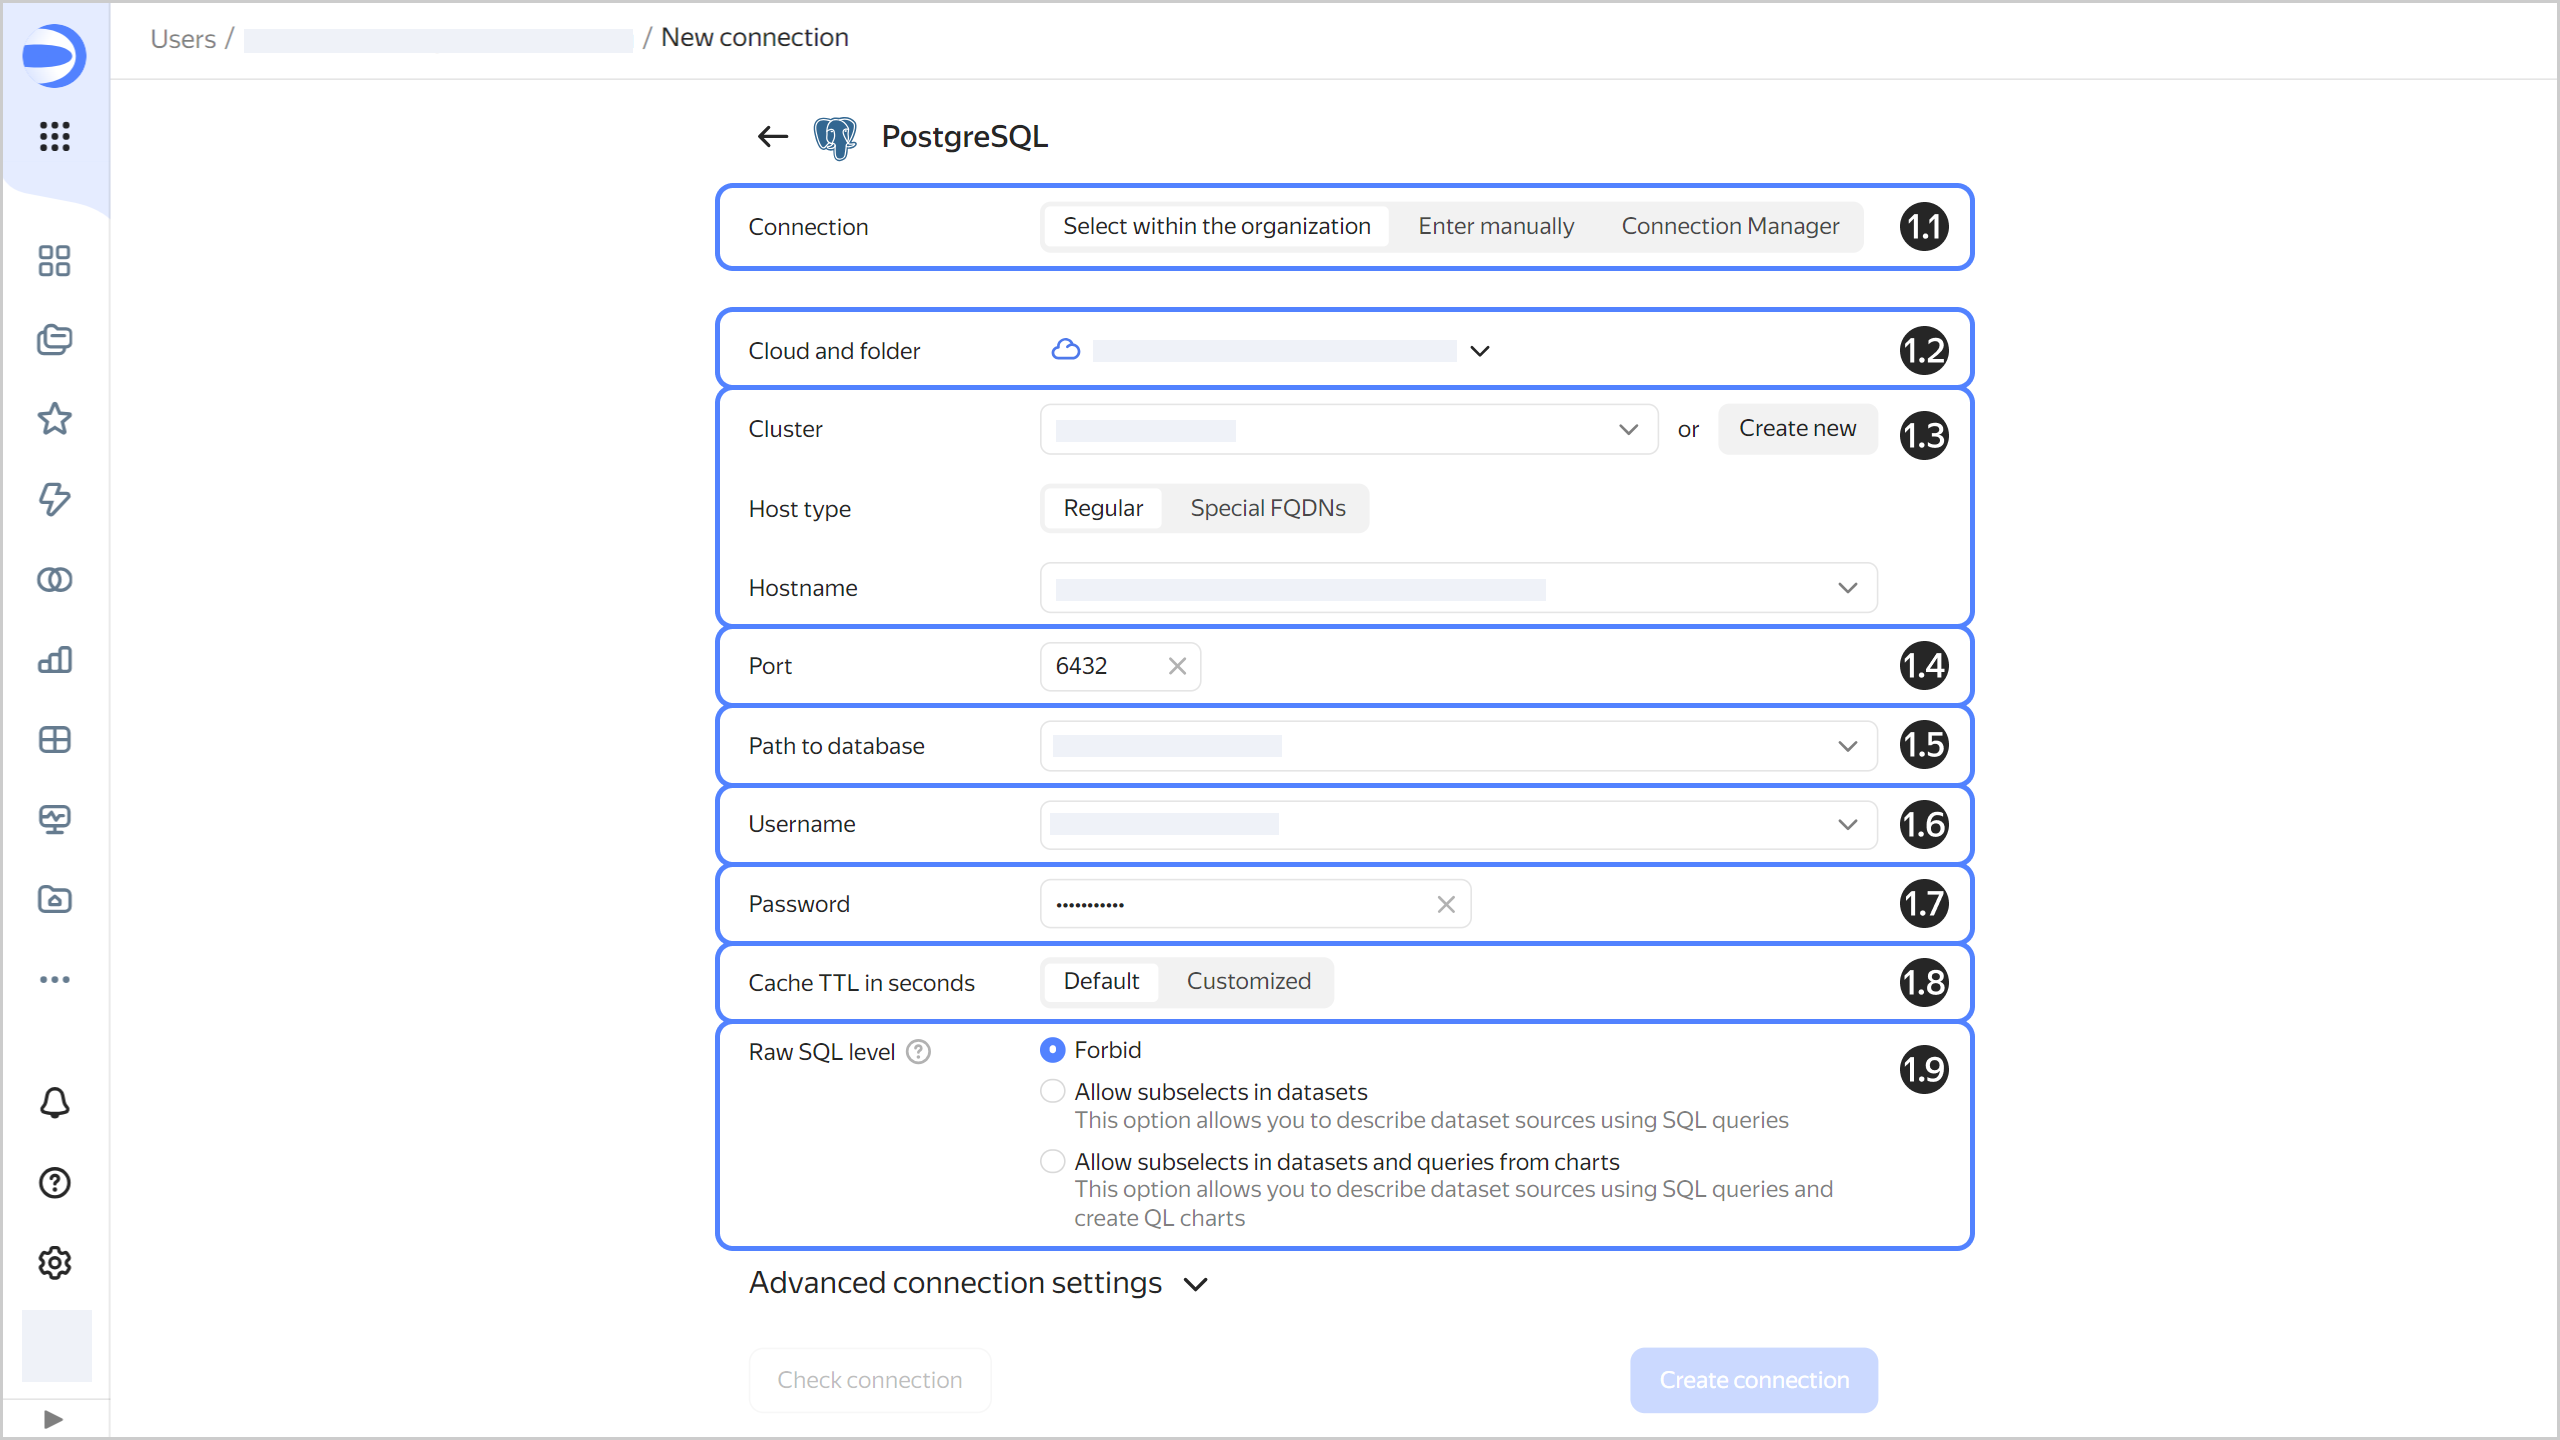 Users / / New connection
PostgreSQL
Connection Select within the organization Enter manually Connection Manager 1.1
Cloud and folder 1.2
Cluster or Create new 1.3
Host type Regular Special FQDNs
Hostname
Port 6432 1.4
Path to database 1.5
Username 1.6
Password ••••••••••• 1.7
Cache TTL in seconds Default Customized 1.8
Raw SQL level ? Forbid 1.9
Allow subselects in datasets
This option allows you to describe dataset sources using SQL queries
Allow subselects in datasets and queries from charts
This option allows you to describe dataset sources using SQL queries and
create QL charts
Advanced connection settings
Check connection Create connection